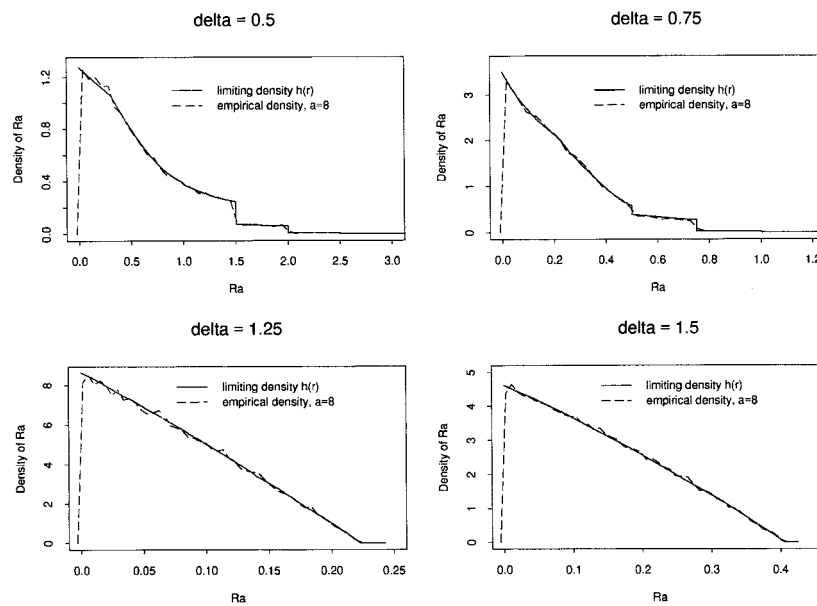 delta = 0.5
limiting density h(r)
empirical density, a=8
Density of Ra
0.0 0.4 0.8 1.2
0.0 0.5 1.0 1.5 2.0 2.5 3.0
Ra
delta = 0.75
limiting density h(r)
empirical density, a=8
Density of Ra
0 1 2 3
0.0 0.2 0.4 0.6 0.8 1.0 1.2
Ra
delta = 1.25
limiting density h(r)
empirical density, a=8
Density of Ra
0 2 4 6 8
0.0 0.05 0.10 0.15 0.20 0.25
Ra
delta = 1.5
limiting density h(r)
empirical density, a=8
Density of Ra
0 1 2 3 4 5
0.0 0.1 0.2 0.3 0.4
Ra